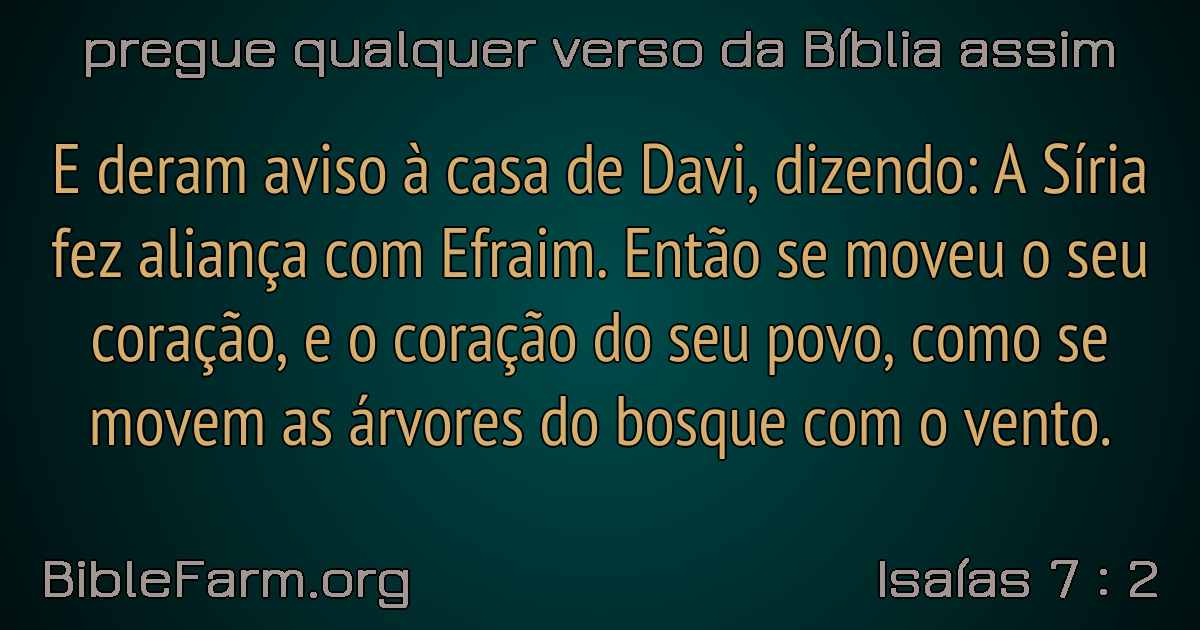 pregue qualquer verso da Bíblia assim
E deram aviso à casa de Davi, dizendo: A Síria
fez aliança com Efraim. Então se moveu o seu
coração, e o coração do seu povo, como se
movem as árvores do bosque com o vento.
BibleFarm.org
Isaías 7 : 2